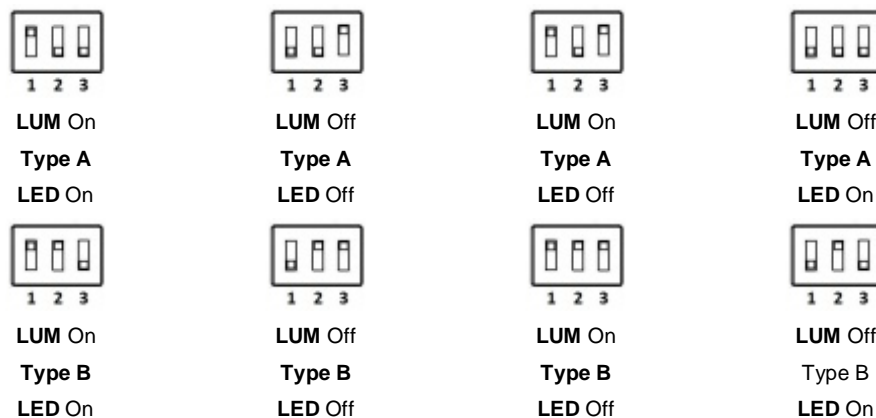 1 2 3
LUM On
Type A
LED On
1 2 3
LUM Off
Type A
LED Off
1 2 3
LUM On
Type A
LED Off
1 2 3
LUM Off
Type A
LED On
1 2 3
LUM On
Type B
LED On
1 2 3
LUM Off
Type B
LED Off
1 2 3
LUM On
Type B
LED Off
1 2 3
LUM Off
Type B
LED On